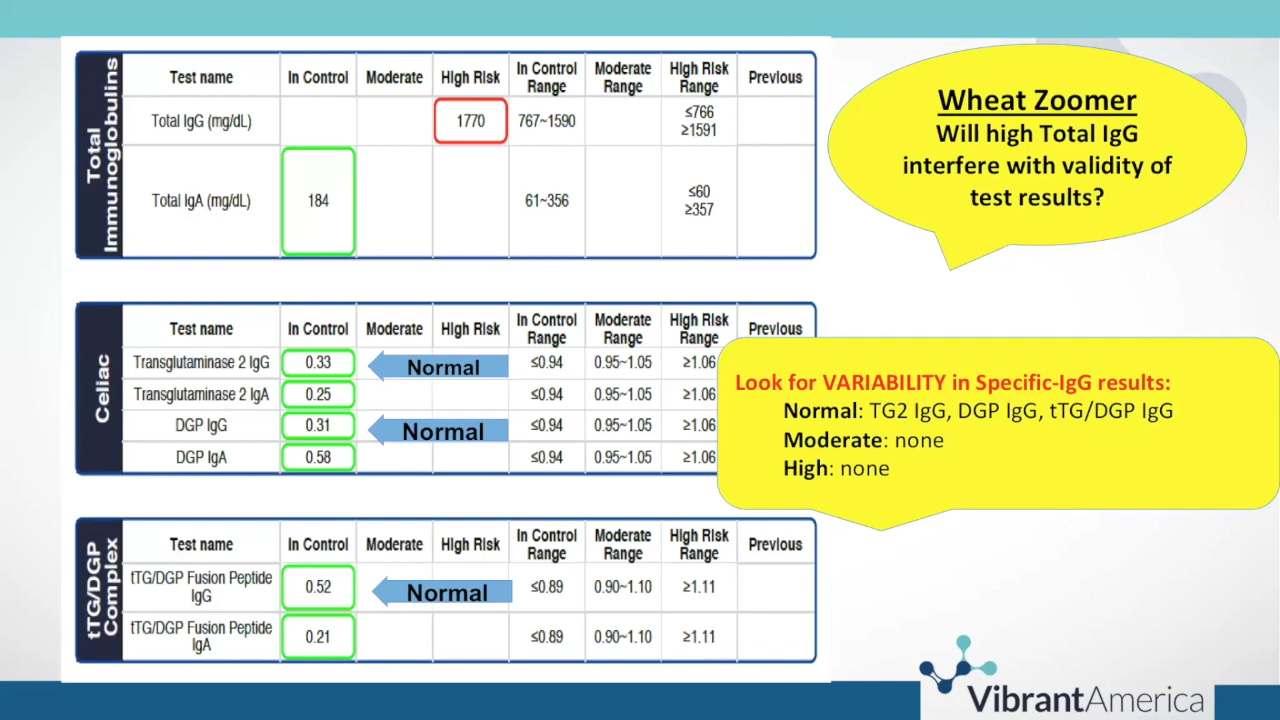 Total Immunoglobulins
Test name In Control Moderate High Risk In Control Range Moderate Range High Risk Range Previous
Total IgG (mg/dL) 1770 767~1590 ≤766 ≥1591
Total IgA (mg/dL) 184 61~356 ≤60 ≥357
Wheat Zoomer
Will high Total IgG
interfere with validity of
test results?
Celiac
Test name In Control Moderate High Risk In Control Range Moderate Range High Risk Range Previous
Transglutaminase 2 IgG 0.33 Normal ≤0.94 0.95~1.05 ≥1.06
Transglutaminase 2 IgA 0.25 ≤0.94 0.95~1.05 ≥1.06
DGP IgG 0.31 Normal ≤0.94 0.95~1.05 ≥1.06
DGP IgA 0.58 ≤0.94 0.95~1.05 ≥1.06
Look for VARIABILITY in Specific-IgG results:
Normal: TG2 IgG, DGP IgG, tTG/DGP IgG
Moderate: none
High: none
tTG/DGP Complex
Test name In Control Moderate High Risk In Control Range Moderate Range High Risk Range Previous
tTG/DGP Fusion Peptide IgG 0.52 Normal ≤0.89 0.90~1.10 ≥1.11
tTG/DGP Fusion Peptide IgA 0.21 ≤0.89 0.90~1.10 ≥1.11
VibrantAmerica